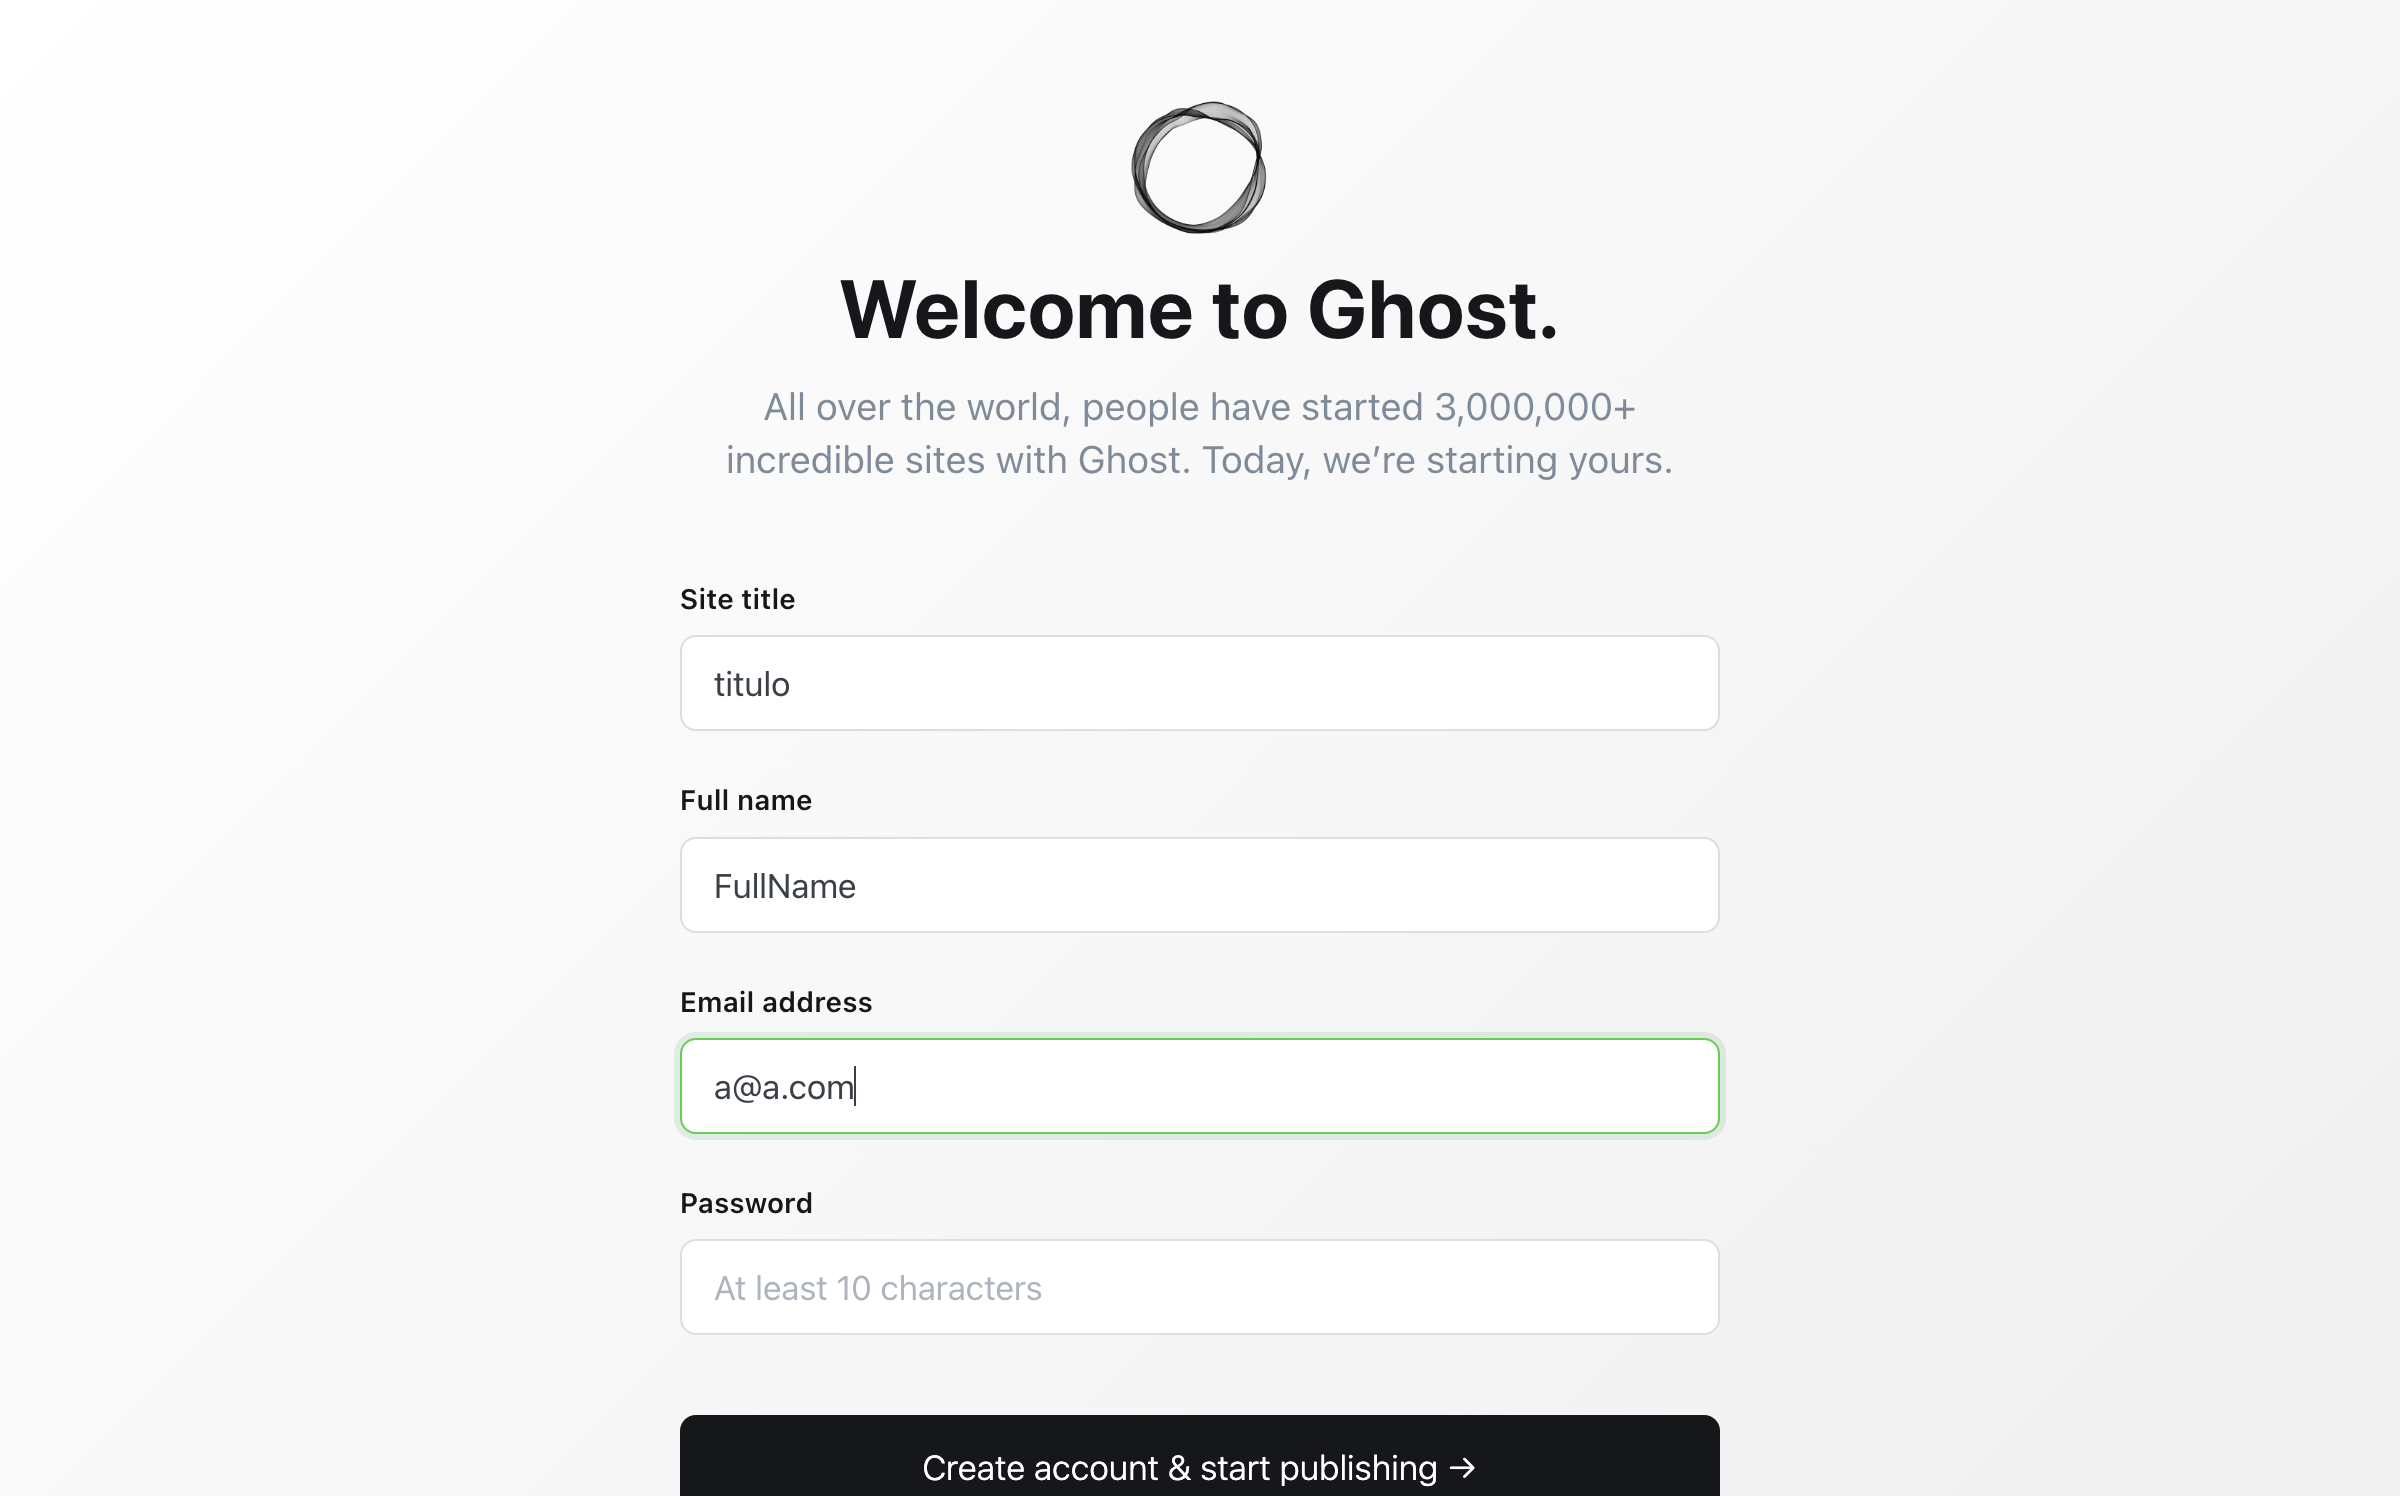 Welcome to Ghost.
All over the world, people have started 3,000,000+
incredible sites with Ghost. Today, we’re starting yours.
Site title
titulo
Full name
FullName
Email address
a@a.com
Password
At least 10 characters
Create account & start publishing →